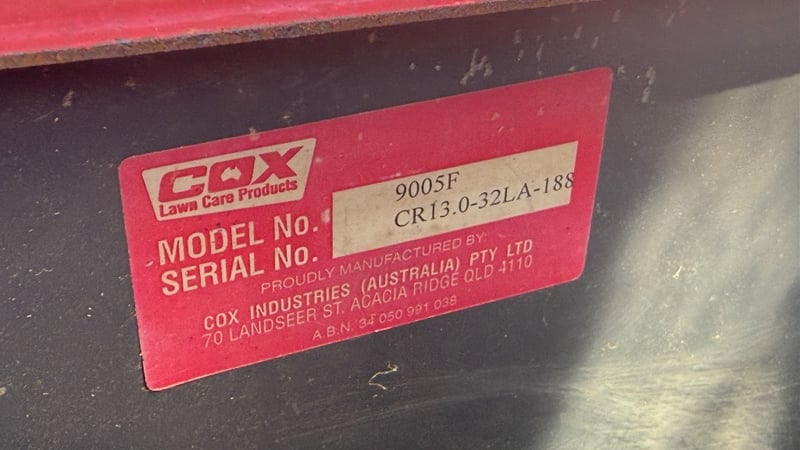 COX
Lawn Care Products
MODEL No. 9005F
SERIAL No. CR13.0-32LA-188
PROUDLY MANUFACTURED BY:
COX INDUSTRIES (AUSTRALIA) PTY LTD
70 LANDSEER ST. ACACIA RIDGE QLD 4110
A.B.N. 34 050 991 038